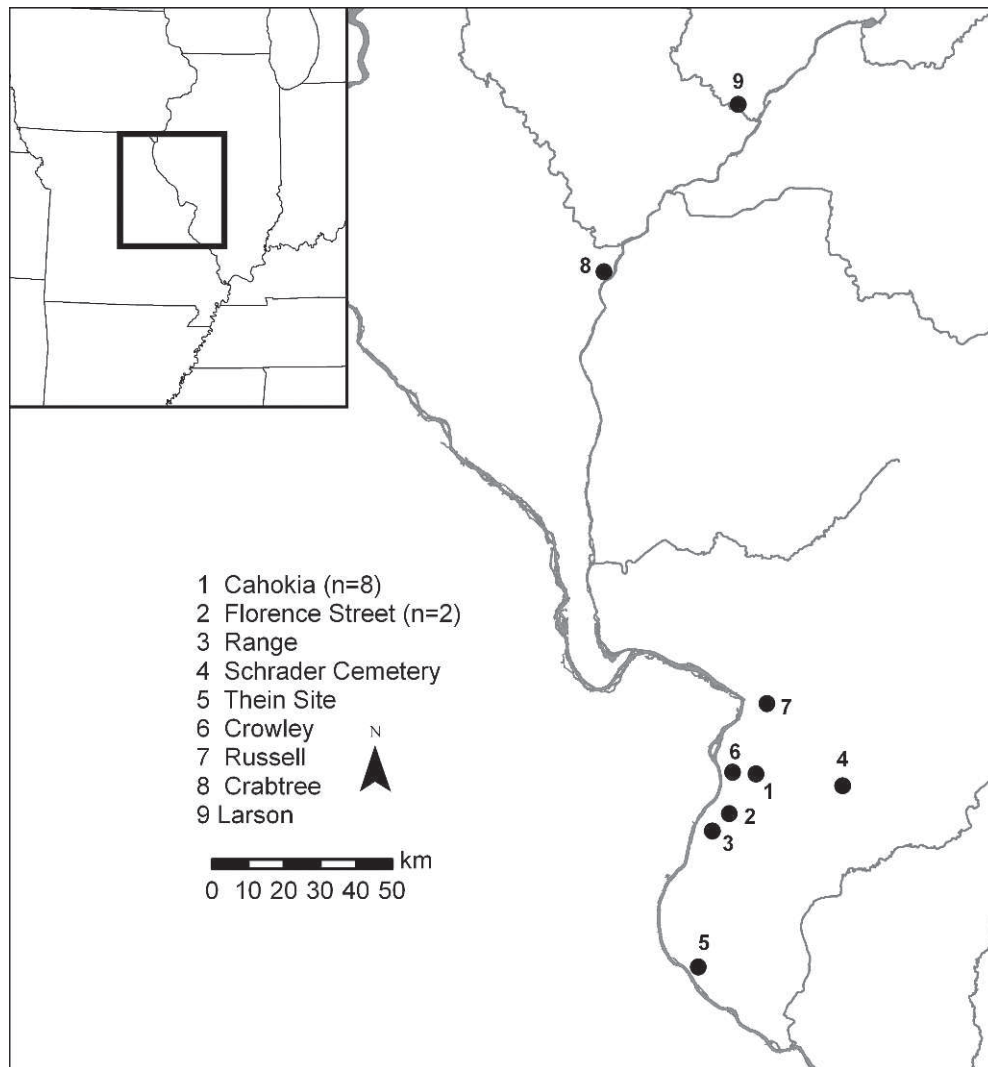 9
8
1 Cahokia (n=8)
2 Florence Street (n=2)
3 Range
4 Schrader Cemetery
5 Thein Site
6 Crowley
7 Russell
8 Crabtree
9 Larson
N
km
0 10 20 30 40 50
7
6
4
1
2
3
5